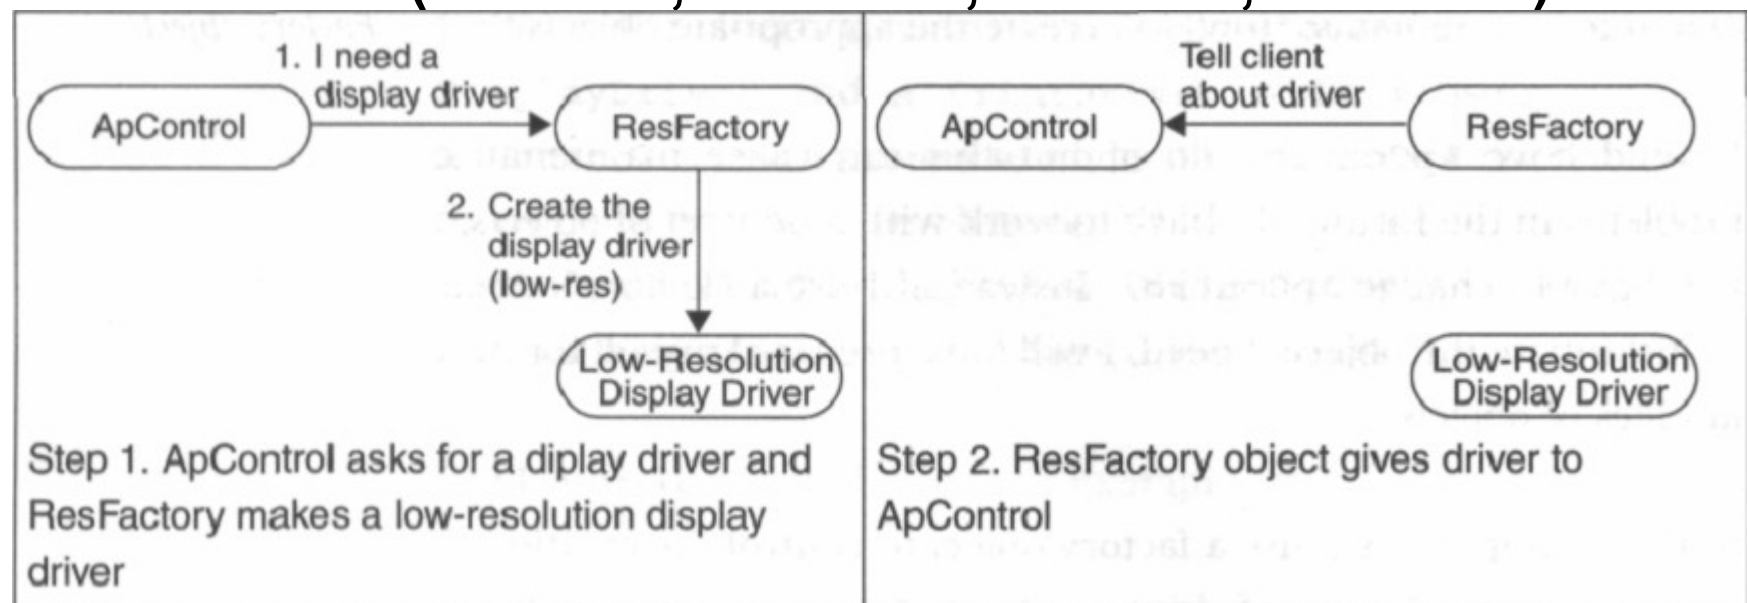 1. I need a
display driver
ApControl
ResFactory
2. Create the
display driver
(low-res)
Low-Resolution
Display Driver
Step 1. ApControl asks for a diplay driver and
ResFactory makes a low-resolution display
driver
Tell client
about driver
ApControl
ResFactory
Low-Resolution
Display Driver
Step 2. ResFactory object gives driver to
ApControl